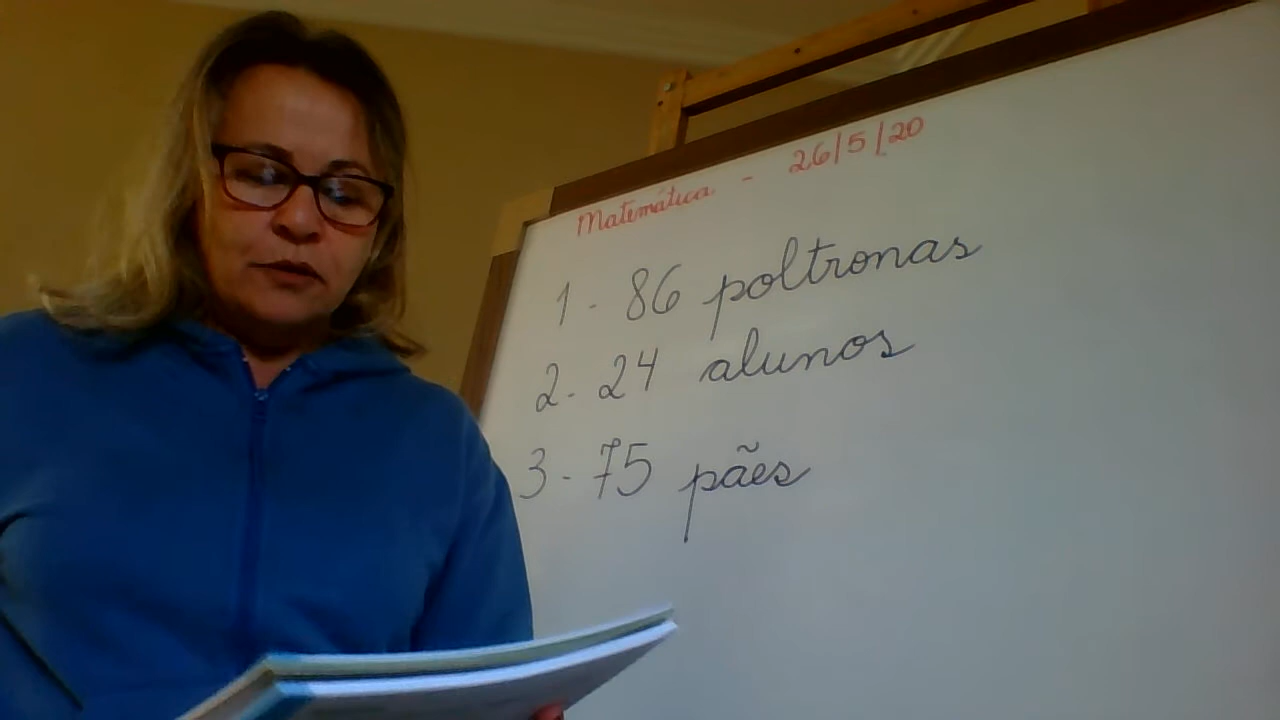 Matemática - 26/5/20
1 - 86 poltronas
2 - 24 alunos
3 - 75 pães